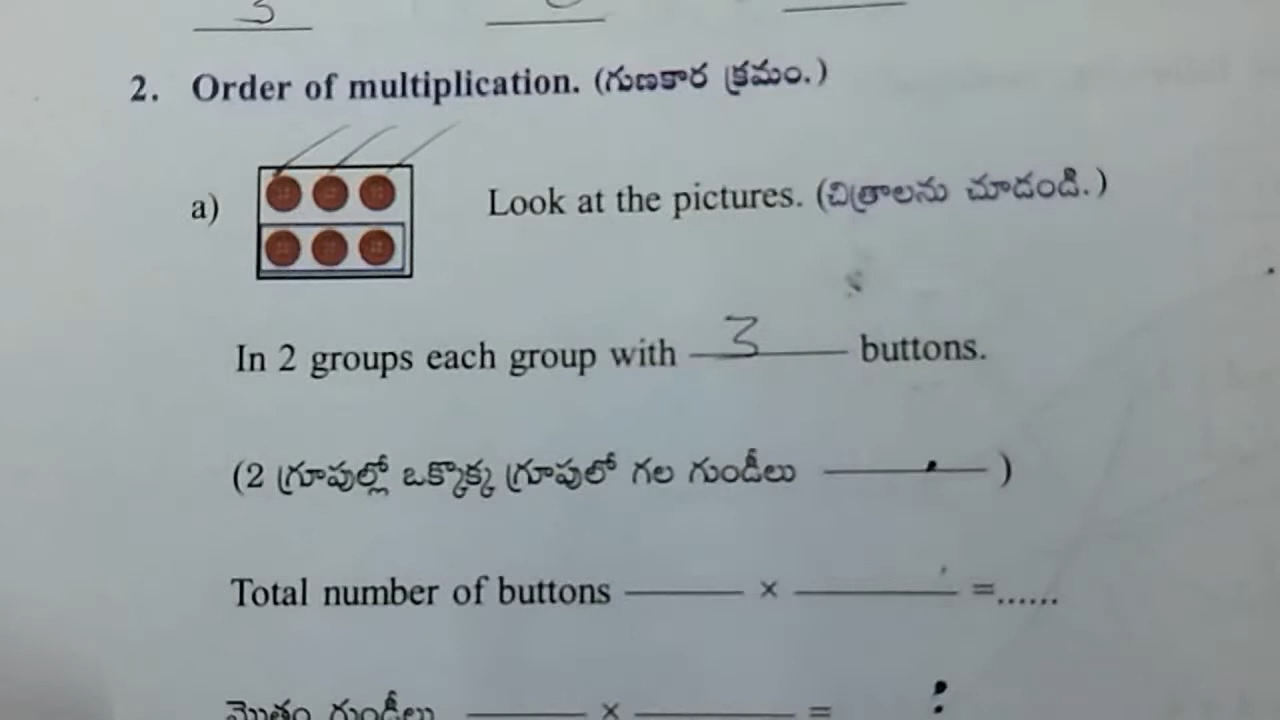 3
2. Order of multiplication. (గుణకార క్రమం.)
a) Look at the pictures. (చిత్రాలను చూడండి.)
In 2 groups each group with 3 buttons.
(2 గ్రూపుల్లో ఒక్కొక్క గ్రూపులో గల గుండీలు ———— )
Total number of buttons ——— × ———— =......
మొత్తం గుండీలు ——— × ———— =